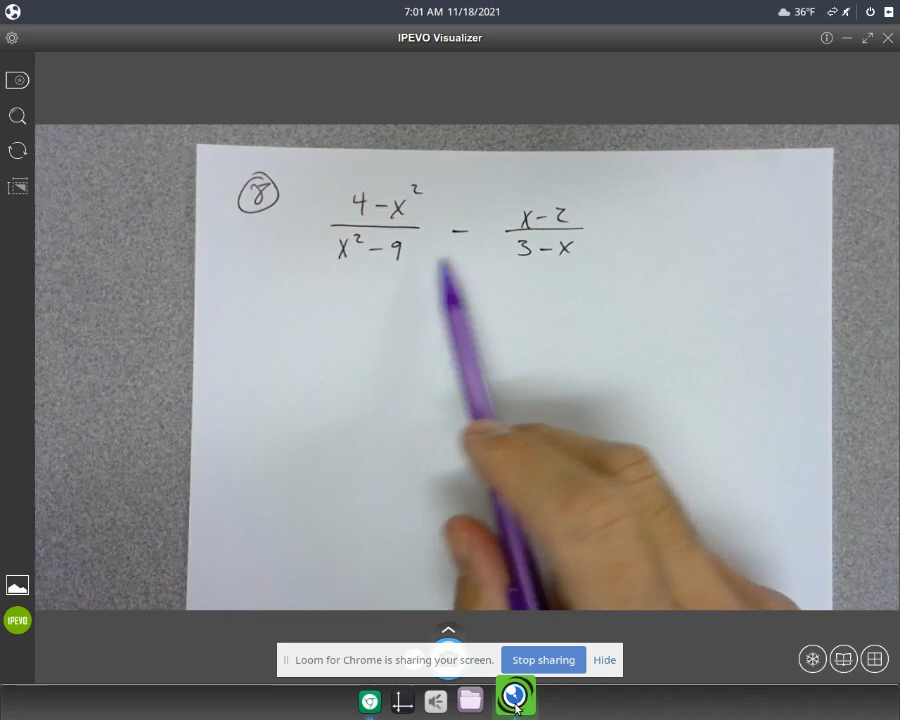 7:01 AM 11/18/2021
36°F
IPEVO Visualizer
⑧ (4 - x²)/(x² - 9) - (x - 2)/(3 - x)
IPEVO
Loom for Chrome is sharing your screen. Stop sharing Hide